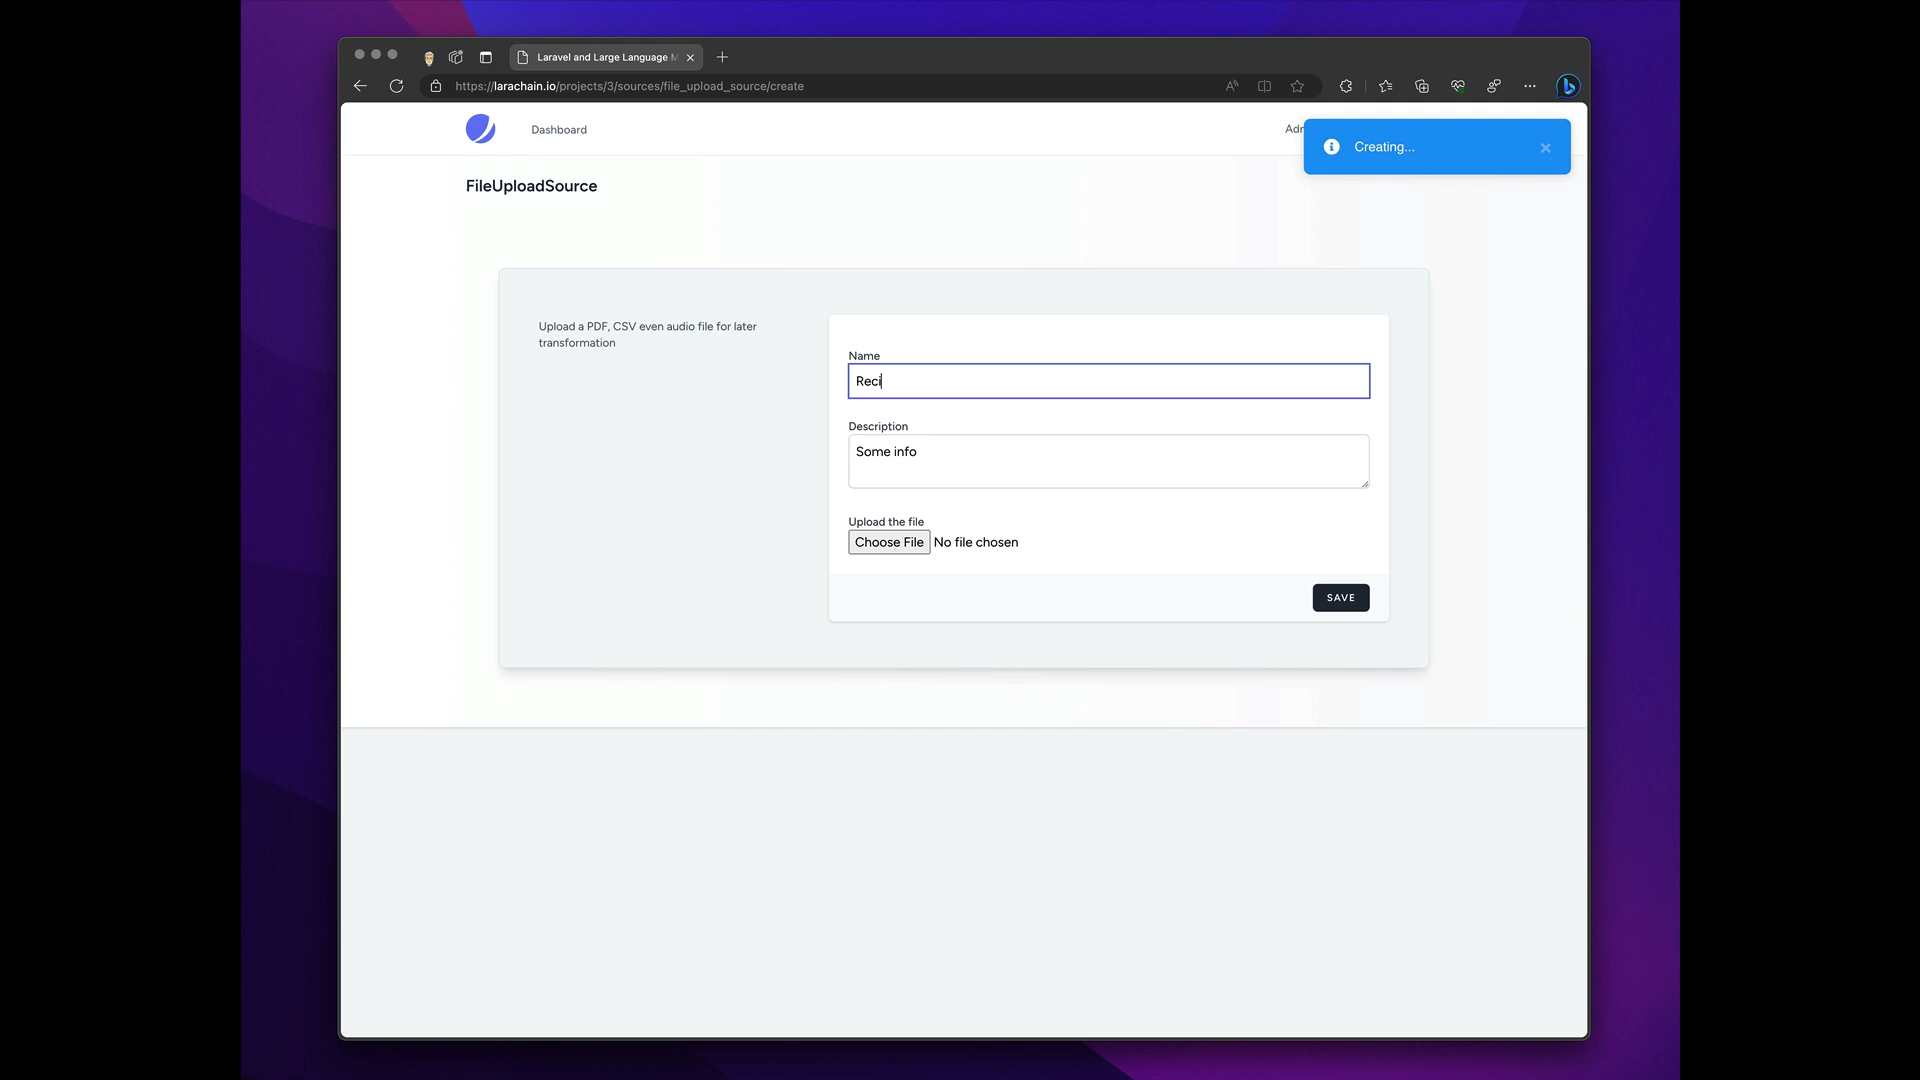 Laravel and Large Language M
https://larachain.io/projects/3/sources/file_upload_source/create
Dashboard
Creating...
FileUploadSource
Upload a PDF, CSV even audio file for later
transformation
Name
Reci
Description
Some info
Upload the file
Choose File No file chosen
SAVE